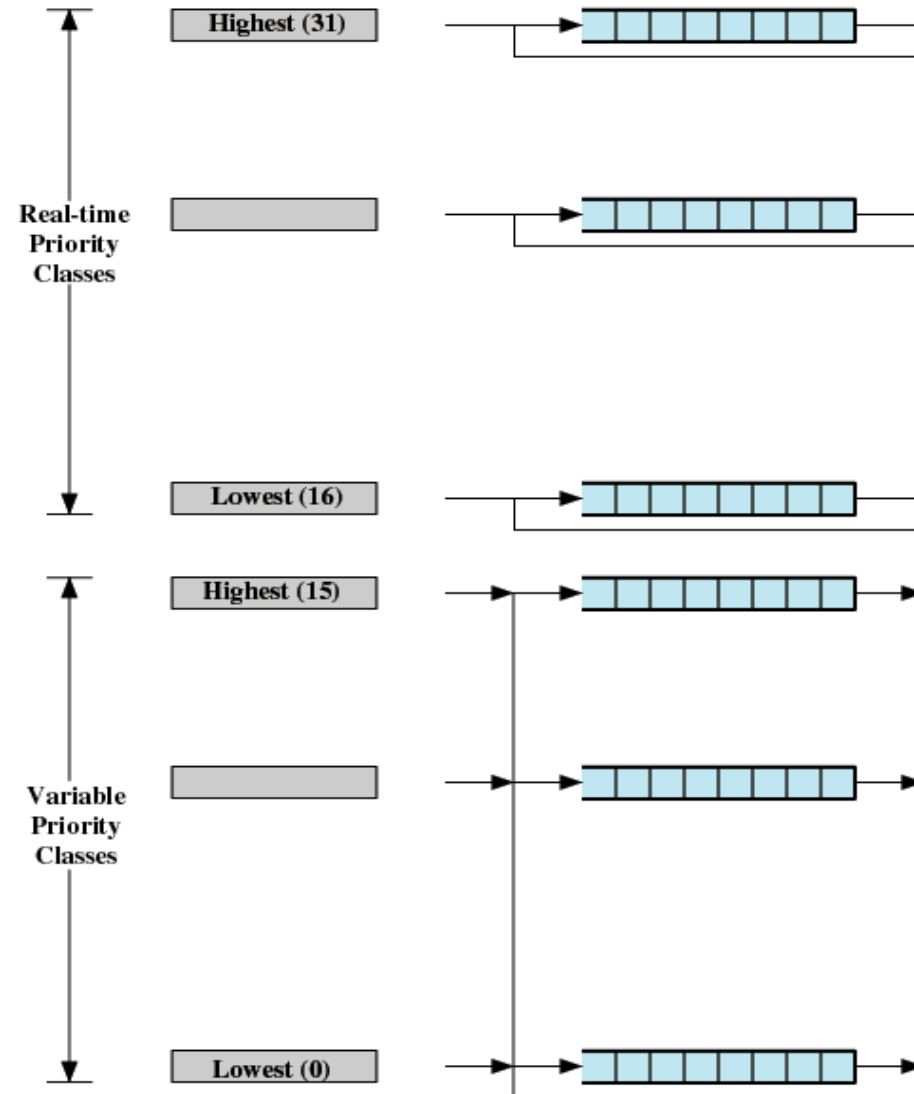 Highest (31)
Real-time
Priority
Classes
Lowest (16)
Highest (15)
Variable
Priority
Classes
Lowest (0)